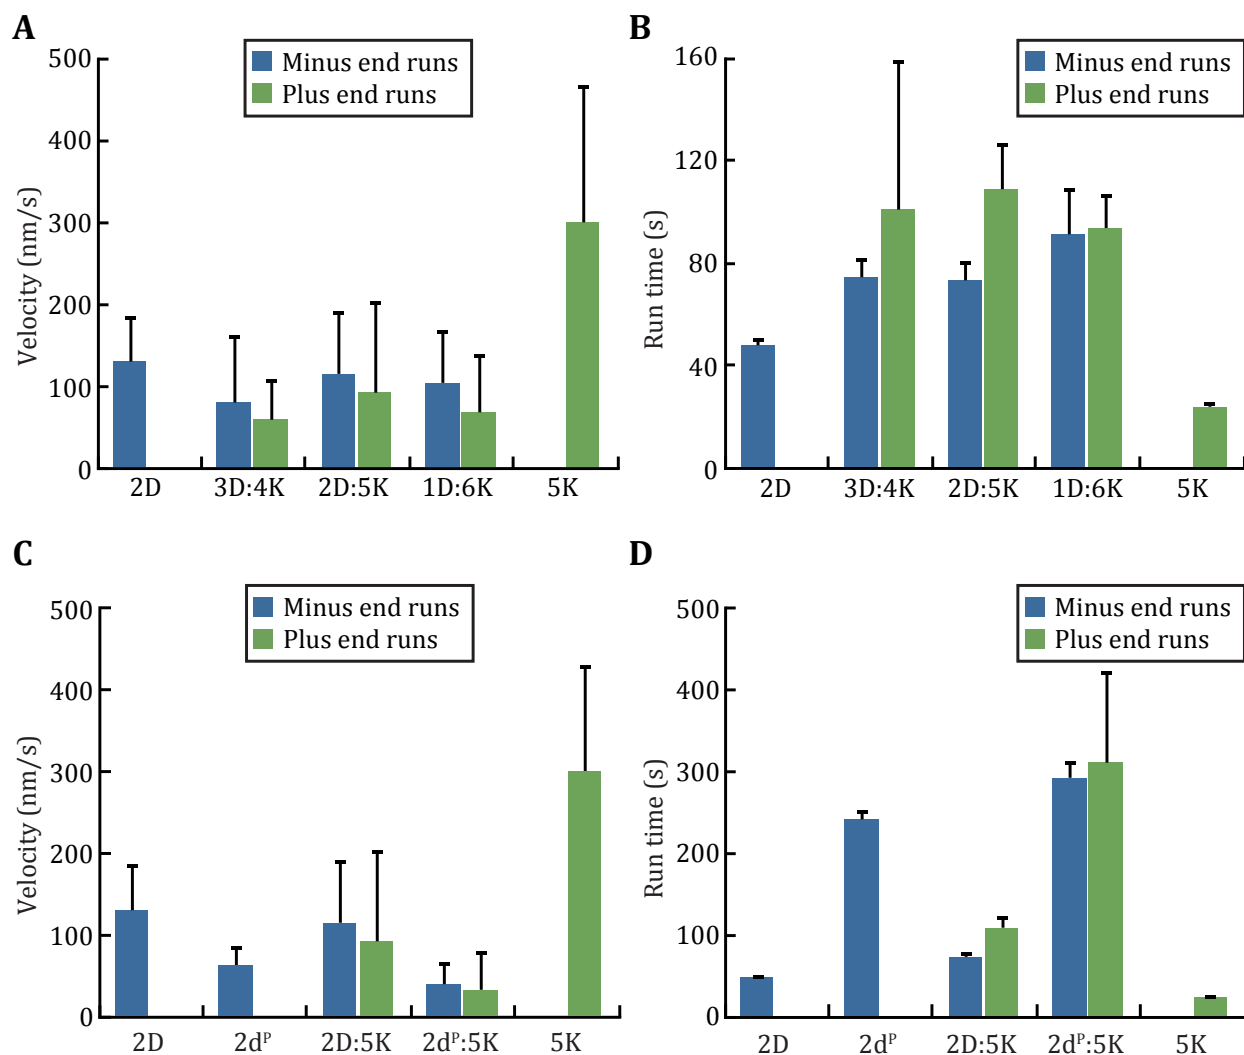 A
Velocity (nm/s)
500
400
300
200
100
0
Minus end runs
Plus end runs
2D 3D:4K 2D:5K 1D:6K 5K
B
Run time (s)
160
120
80
40
0
Minus end runs
Plus end runs
2D 3D:4K 2D:5K 1D:6K 5K
C
Velocity (nm/s)
500
400
300
200
100
0
Minus end runs
Plus end runs
2D 2dᴾ 2D:5K 2dᴾ:5K 5K
D
Run time (s)
500
400
300
200
100
0
Minus end runs
Plus end runs
2D 2dᴾ 2D:5K 2dᴾ:5K 5K